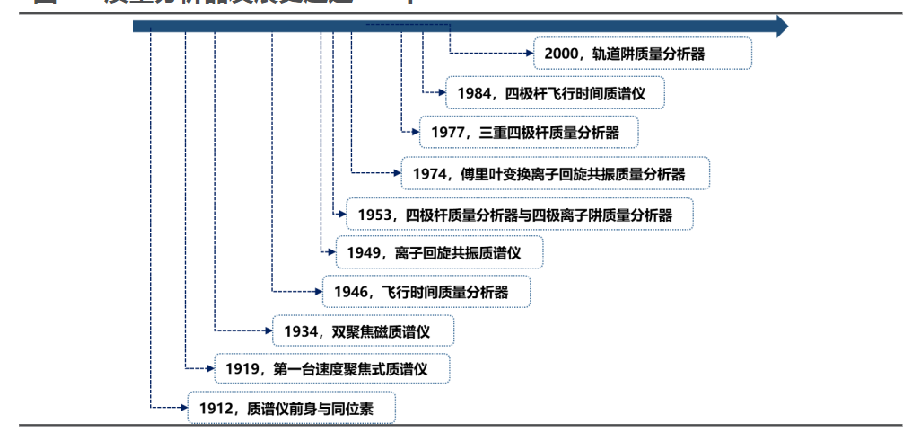 2000，轨道阱质量分析器
1984，四极杆飞行时间质谱仪
1977，三重四极杆质量分析器
1974，傅里叶变换离子回旋共振质量分析器
1953，四极杆质量分析器与四极离子阱质量分析器
1949，离子回旋共振质谱仪
1946，飞行时间质量分析器
1934，双聚焦磁质谱仪
1919，第一台速度聚焦式质谱仪
1912，质谱仪前身与同位素